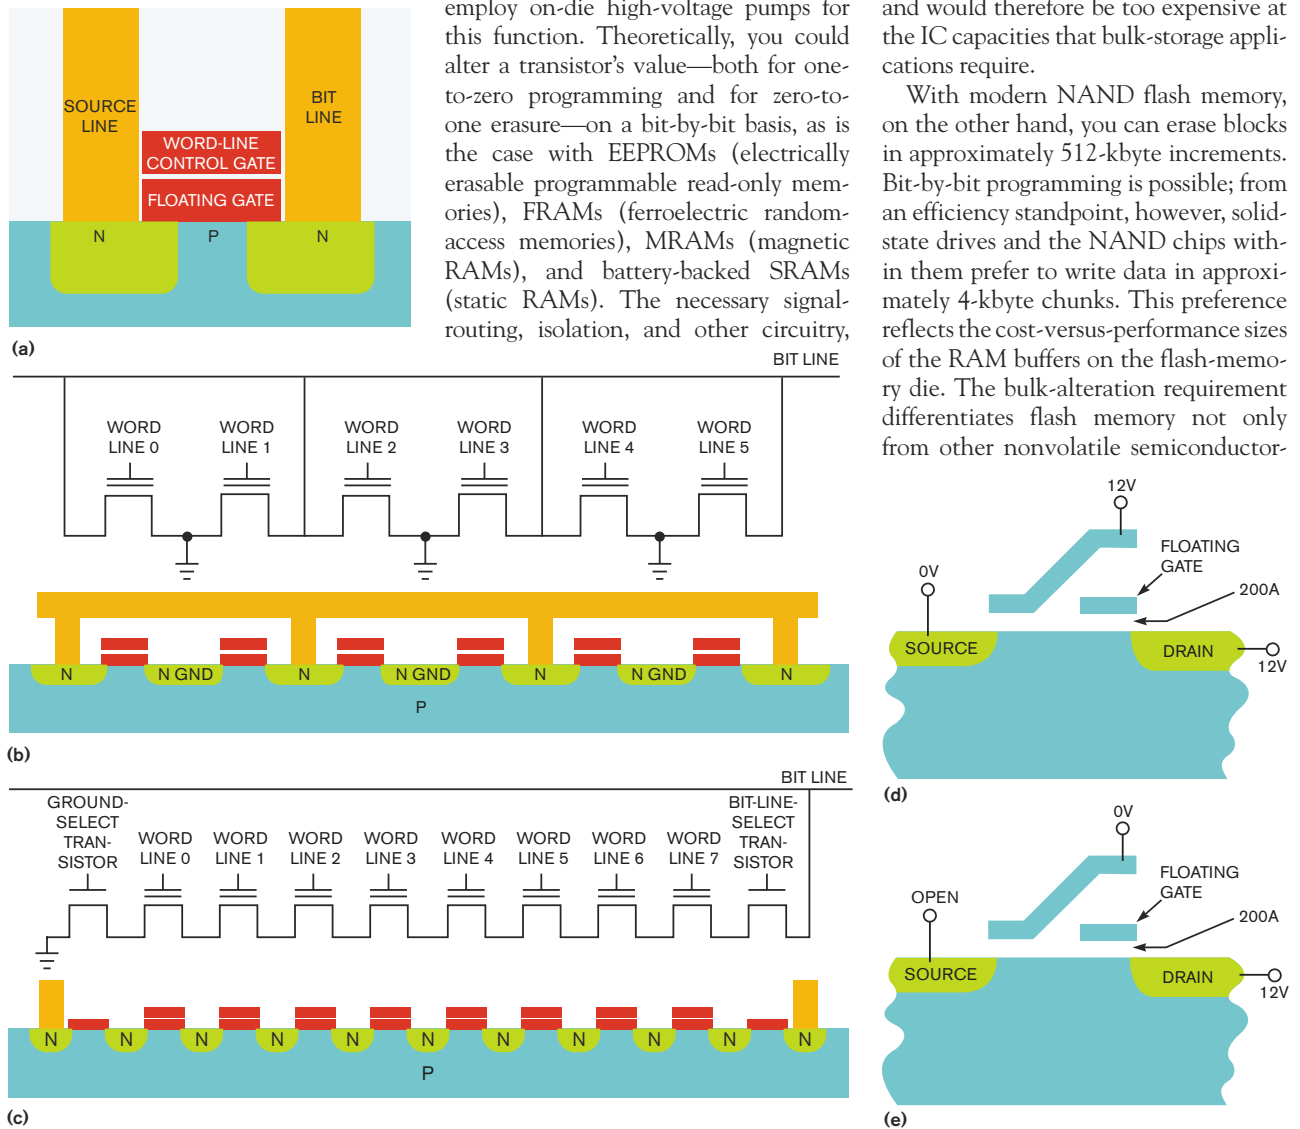 employ on-die high-voltage pumps for
this function. Theoretically, you could
alter a transistor's value—both for one-
to-zero programming and for zero-to-
one erasure—on a bit-by-bit basis, as is
the case with EEPROMs (electrically
erasable programmable read-only mem-
ories), FRAMs (ferroelectric random-
access memories), MRAMs (magnetic
RAMs), and battery-backed SRAMs
(static RAMs). The necessary signal-
routing, isolation, and other circuitry,
and would therefore be too expensive at
the IC capacities that bulk-storage appli-
cations require.
With modern NAND flash memory,
on the other hand, you can erase blocks
in approximately 512-kbyte increments.
Bit-by-bit programming is possible; from
an efficiency standpoint, however, solid-
state drives and the NAND chips with-
in them prefer to write data in approxi-
mately 4-kbyte chunks. This preference
reflects the cost-versus-performance sizes
of the RAM buffers on the flash-memo-
ry die. The bulk-alteration requirement
differentiates flash memory not only
from other nonvolatile semiconductor-
SOURCE
LINE
BIT
LINE
WORD-LINE
CONTROL GATE
FLOATING GATE
N P N
(a)
BIT LINE
WORD
LINE 0
WORD
LINE 1
WORD
LINE 2
WORD
LINE 3
WORD
LINE 4
WORD
LINE 5
N N GND N N GND N N GND N
P
(b)
BIT LINE
GROUND-
SELECT
TRAN-
SISTOR
WORD
LINE 0
WORD
LINE 1
WORD
LINE 2
WORD
LINE 3
WORD
LINE 4
WORD
LINE 5
WORD
LINE 6
WORD
LINE 7
BIT-LINE-
SELECT
TRAN-
SISTOR
N N N N N N N N N N N
P
(c)
12V
FLOATING
GATE
0V
200A
SOURCE
DRAIN
12V
(d)
0V
FLOATING
GATE
OPEN
200A
SOURCE
DRAIN
12V
(e)